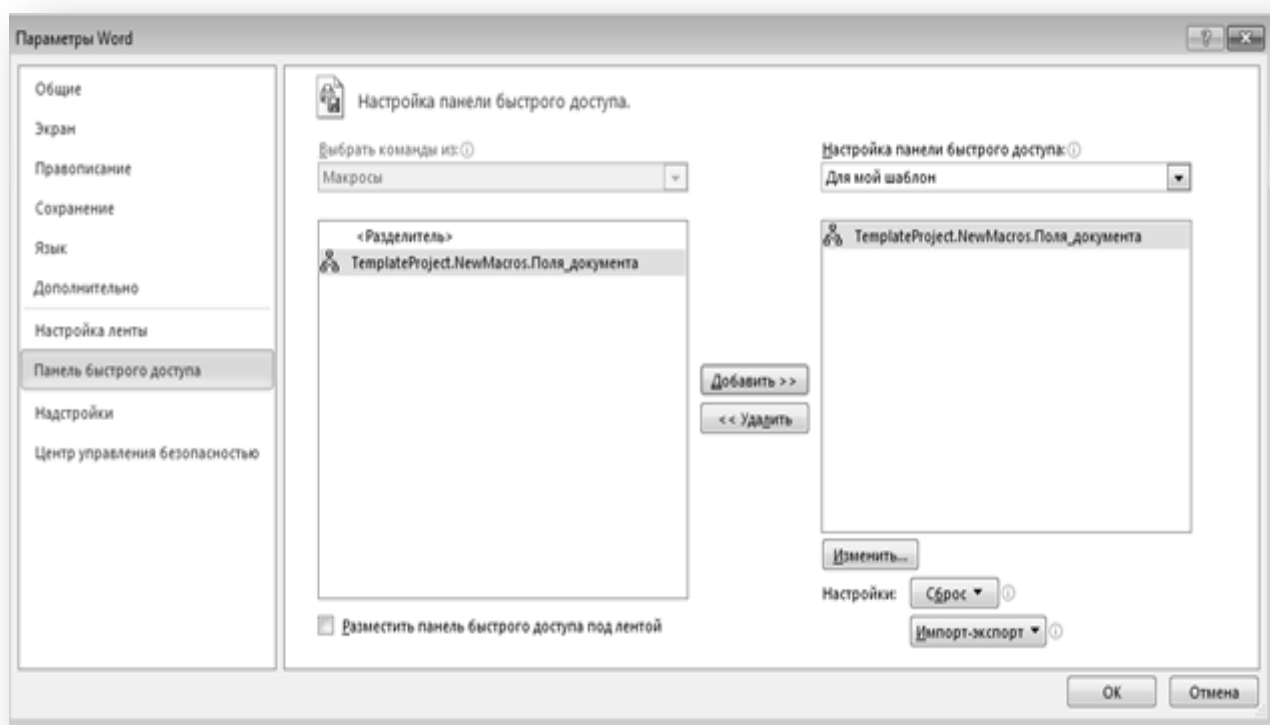 Параметры Word
Общие
Экран
Правописание
Сохранение
Язык
Дополнительно
Настройка ленты
Панель быстрого доступа
Надстройки
Центр управления безопасностью
Настройка панели быстрого доступа.
Выбрать команды из:
Макросы
<Разделитель>
TemplateProject.NewMacros.Поля_документа
Разместить панель быстрого доступа под лентой
Добавить >>
<< Удалить
Настройка панели быстрого доступа:
Для мой шаблон
TemplateProject.NewMacros.Поля_документа
Изменить...
Настройки: Сброс
Импорт-экспорт
ОК Отмена